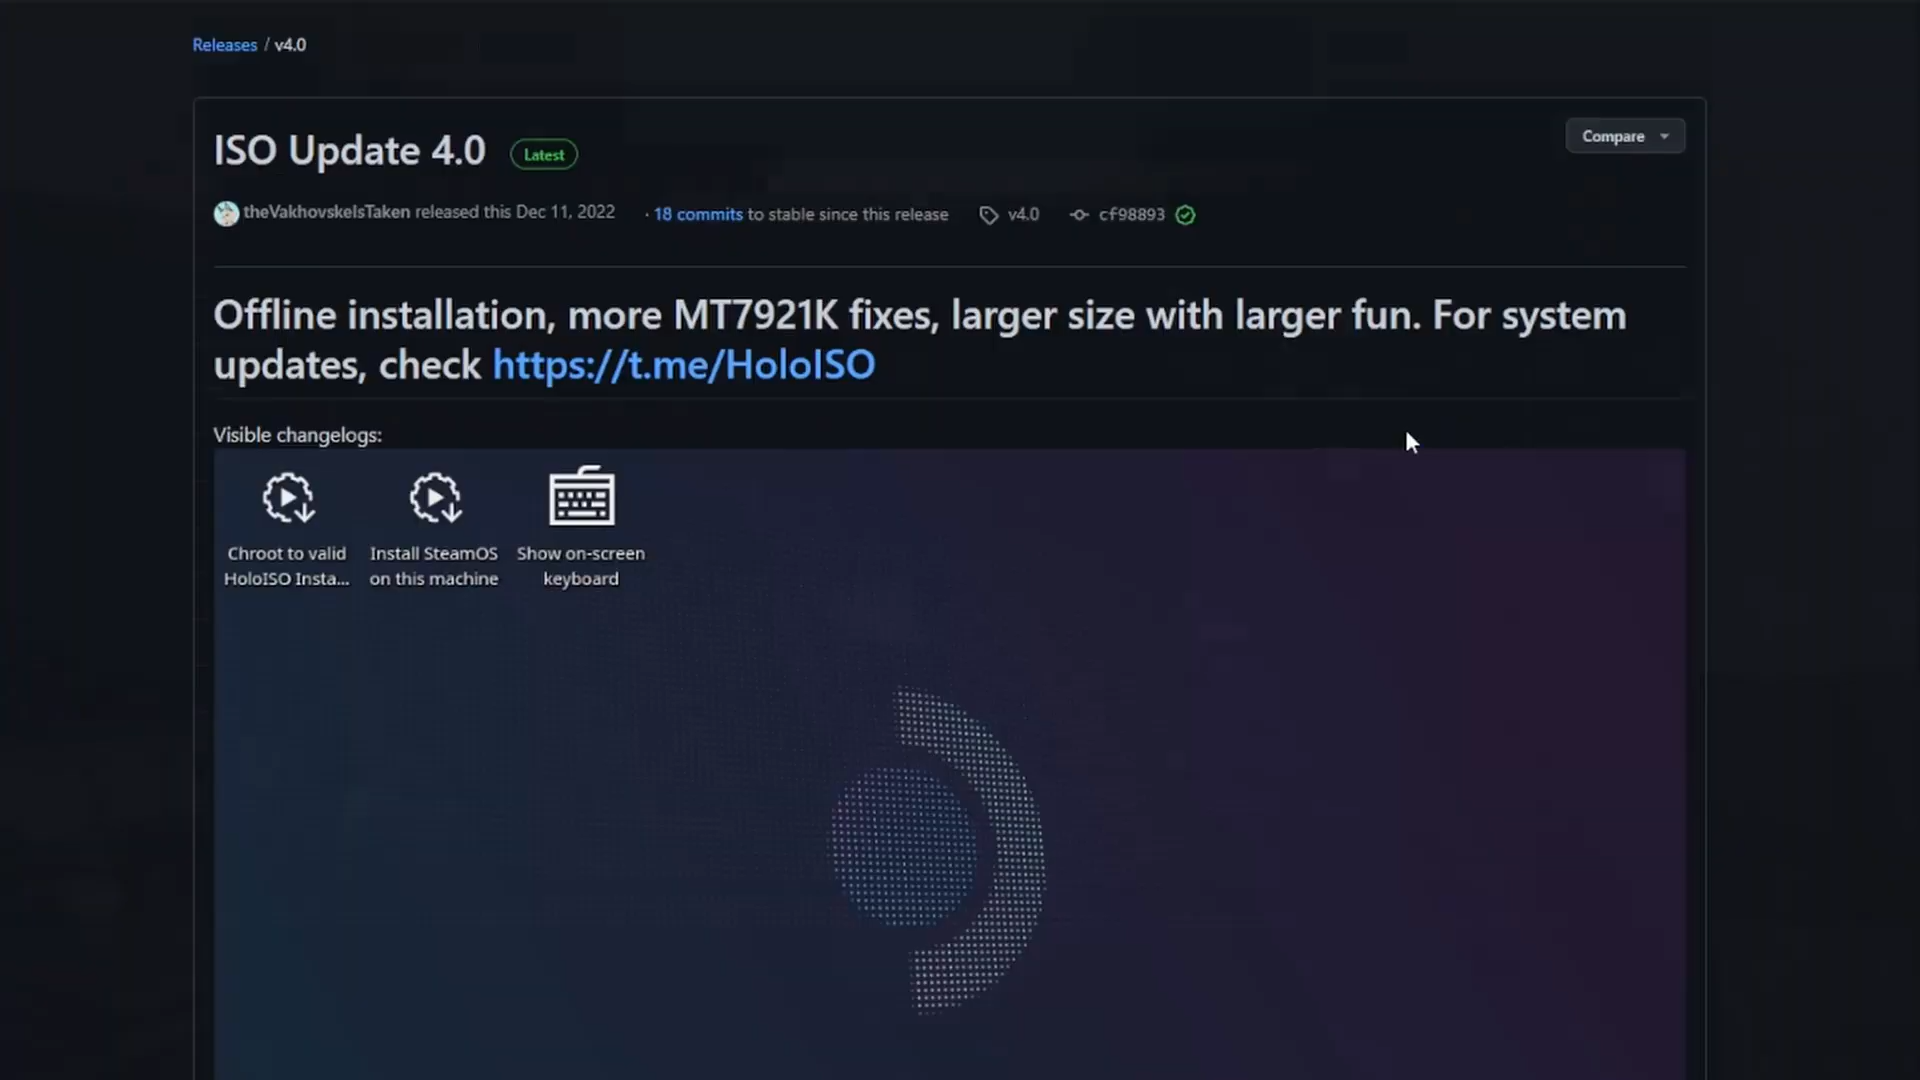 Releases / v4.0
ISO Update 4.0 Latest
Compare
theVakhovskeIsTaken released this Dec 11, 2022 · 18 commits to stable since this release v4.0 cf98893
Offline installation, more MT7921K fixes, larger size with larger fun. For system
updates, check https://t.me/HoloISO
Visible changelogs:
Chroot to valid
HoloISO Insta...
Install SteamOS
on this machine
Show on-screen
keyboard